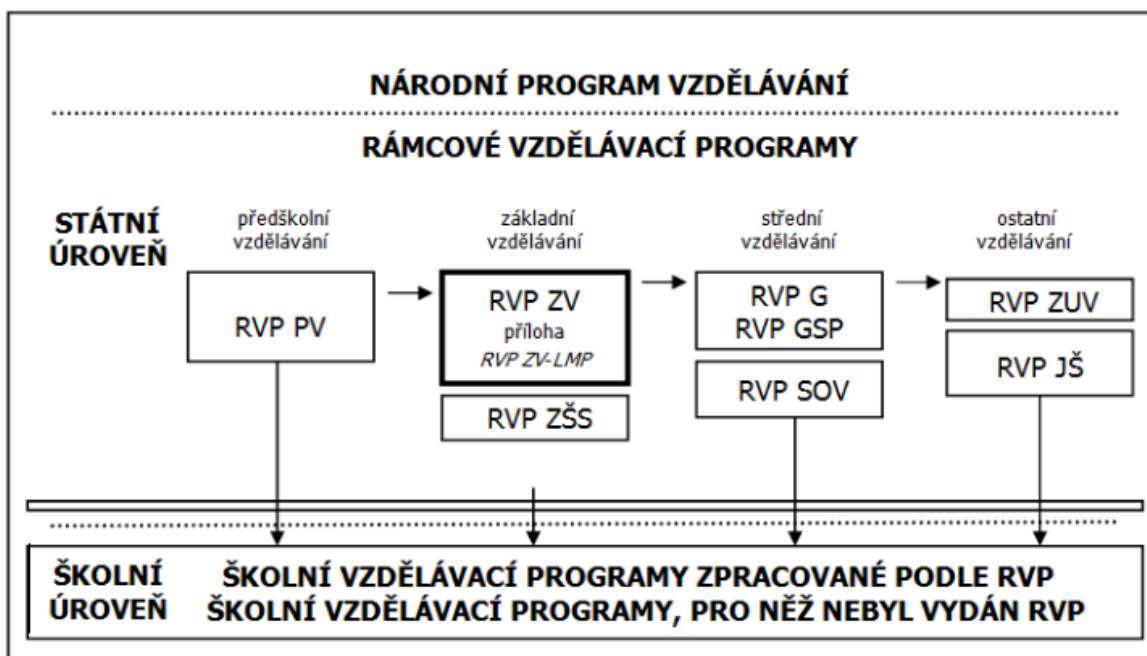 NÁRODNÍ PROGRAM VZDĚLÁVÁNÍ
RÁMCOVÉ VZDĚLÁVACÍ PROGRAMY
STÁTNÍ
ÚROVEŇ
předškolní
vzdělávání
základní
vzdělávání
střední
vzdělávání
ostatní
vzdělávání
RVP PV
RVP ZV
příloha
RVP ZV-LMP
RVP ZŠS
RVP G
RVP GSP
RVP SOV
RVP ZUV
RVP JŠ
ŠKOLNÍ
ÚROVEŇ
ŠKOLNÍ VZDĚLÁVACÍ PROGRAMY ZPRACOVANÉ PODLE RVP
ŠKOLNÍ VZDĚLÁVACÍ PROGRAMY, PRO NĚŽ NEBYL VYDÁN RVP